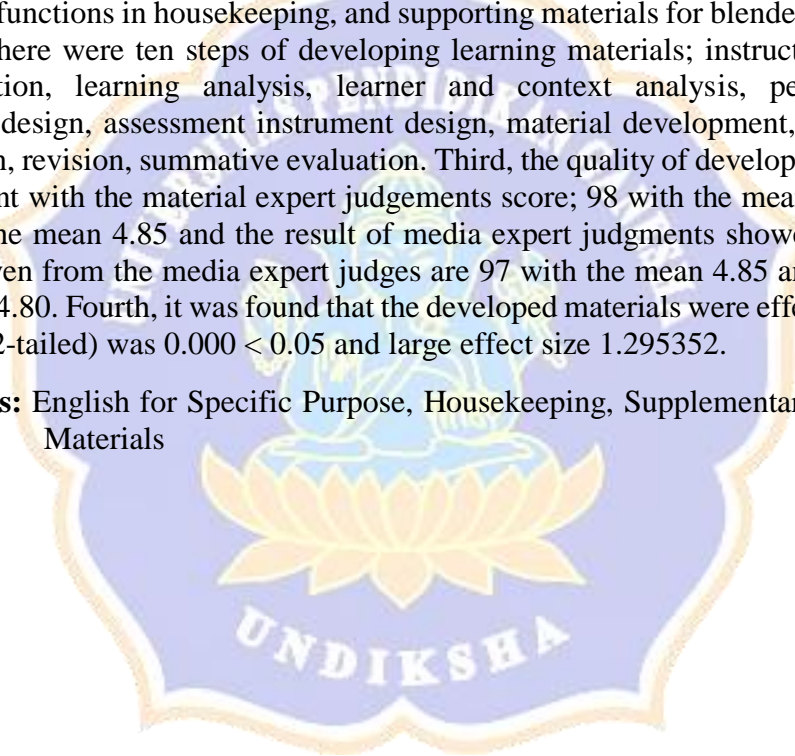 functions in housekeeping, and supporting materials for blende
here were ten steps of developing learning materials; instruct
tion, learning analysis, learner and context analysis, pe
design, assessment instrument design, material development,
n, revision, summative evaluation. Third, the quality of develop
nt with the material expert judgements score; 98 with the mea
he mean 4.85 and the result of media expert judgments showe
ven from the media expert judges are 97 with the mean 4.85 a
4.80. Fourth, it was found that the developed materials were effe
2-tailed) was 0.000 < 0.05 and large effect size 1.295352.
s: English for Specific Purpose, Housekeeping, Supplementar
Materials
UNIVERSITAS PENDIDIKAN GANESHA
UNDIKSHA